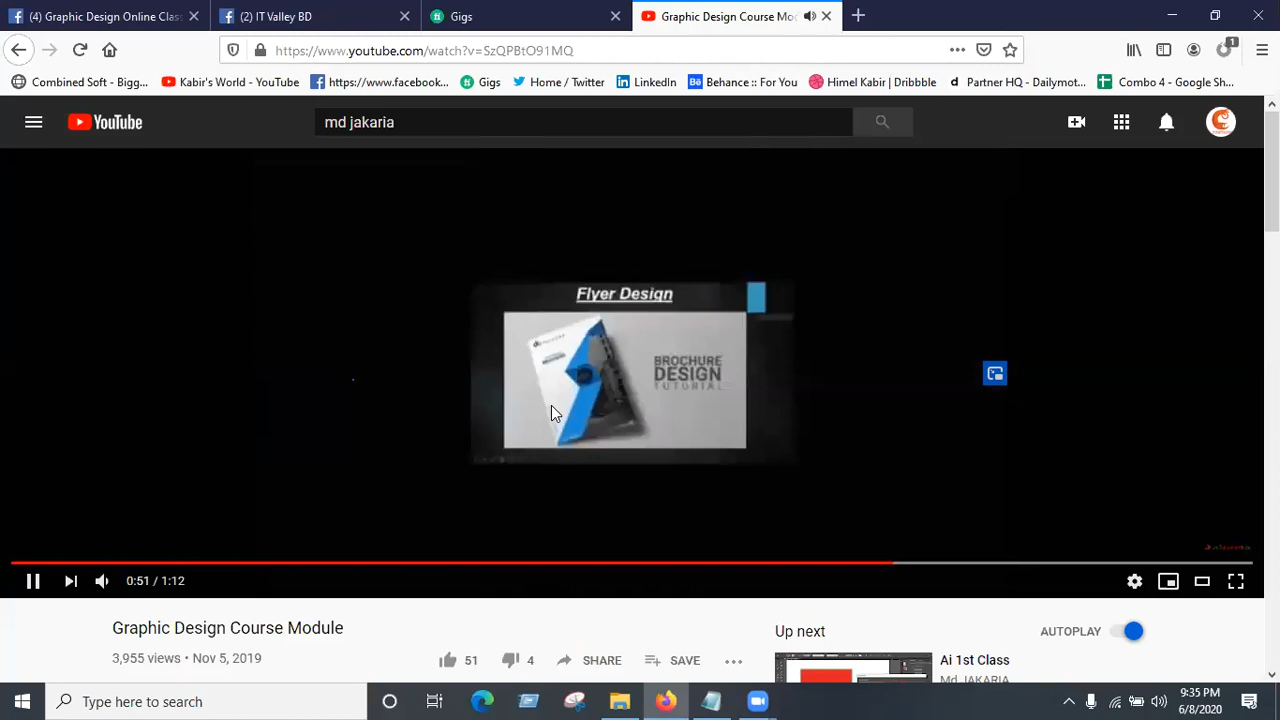 (4) Graphic Design Online Clas
(2) IT Valley BD
Gigs
Graphic Design Course Mod
https://www.youtube.com/watch?v=SzQPBtO91MQ
1
Combined Soft - Bigg...
Kabir's World - YouTube
https://www.facebook...
Gigs
Home / Twitter
LinkedIn
Behance :: For You
Himel Kabir | Dribbble
Partner HQ - Dailymot...
Combo 4 - Google Sh...
YouTube
md jakaria
Flyer Design
BROCHURE
DESIGN
TUTORIAL
0:51 / 1:12
Graphic Design Course Module
3,955 views • Nov 5, 2019
51
4
SHARE
SAVE
Up next
AUTOPLAY
Ai 1st Class
Md. JAKARIA
Type here to search
9:35 PM
6/8/2020